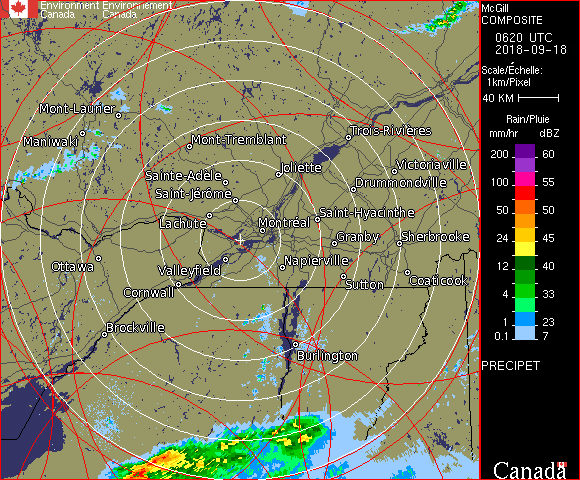 Environment Environnement
Canada Canada
McGill
COMPOSITE
0620 UTC
2018-09-18
Scale/Échelle:
1km/Pixel
40 KM
Rain/Pluie
mm/hr dBZ
200 60
100 55
50 50
24 45
12 40
4 33
1 23
0.1 7
PRECIPET
Canada
Mont-Laurier
Maniwaki
Mont-Tremblant
Trois-Rivières
Joliette
Victoriaville
Sainte-Adèle
Drummondville
Saint-Jérôme
Saint-Hyacinthe
Lachute
Montréal
Granby
Sherbrooke
Ottawa
Valleyfield
Napierville
Cornwall
Sutton
Coaticook
Brockville
Burlington